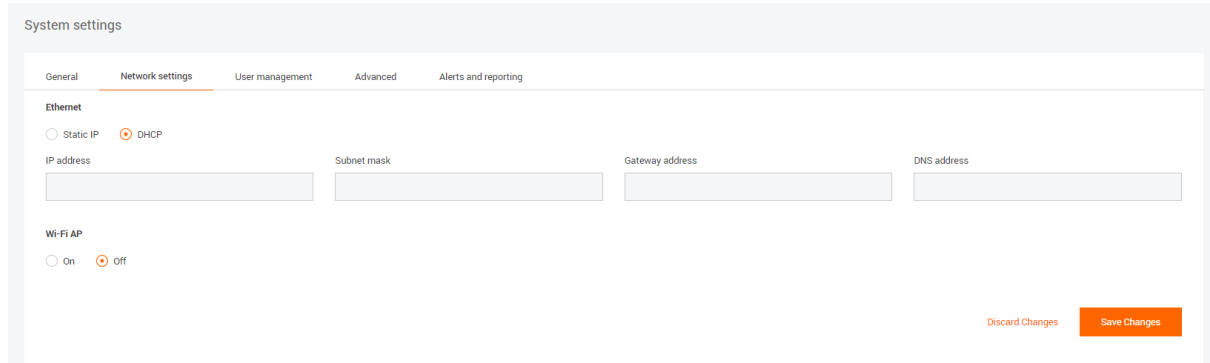 System settings
General Network settings User management Advanced Alerts and reporting
Ethernet
Static IP DHCP
IP address Subnet mask Gateway address DNS address
Wi-Fi AP
On Off
Discard Changes Save Changes